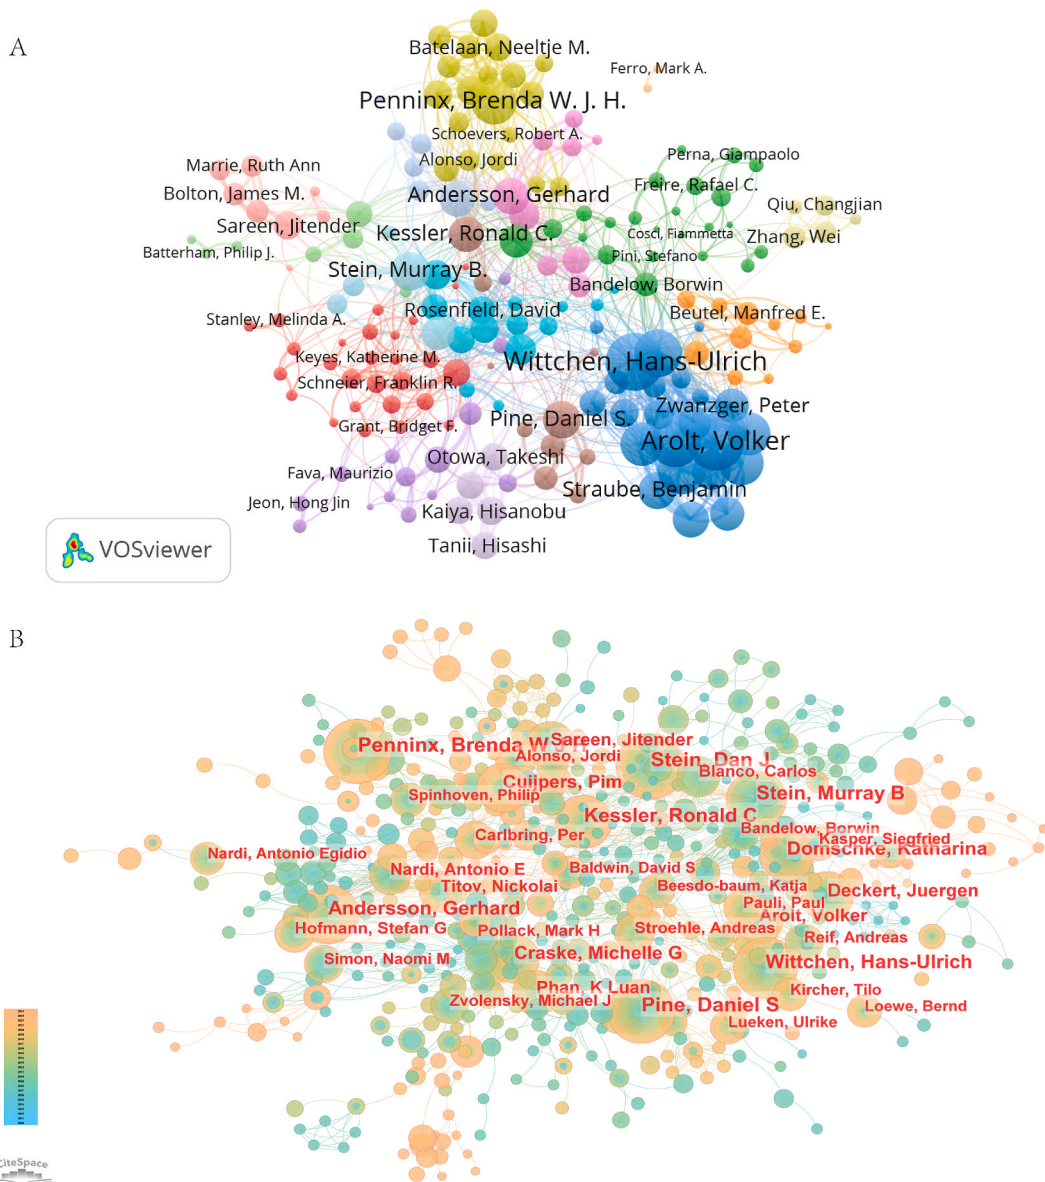 A
Batelaan, Neeltje M.
Ferro, Mark A.
Penninx, Brenda W. J. H.
Schoevers, Robert A.
Alonso, Jordi
Perna, Giampaolo
Marrie, Ruth Ann
Bolton, James M.
Andersson, Gerhard
Freire, Rafael C.
Qiu, Changjian
Sareen, Jitender
Kessler, Ronald C.
Cosci, Fiammetta
Zhang, Wei
Batterham, Philip J.
Pini, Stefano
Stein, Murray B.
Bandelow, Borwin
Stanley, Melinda A.
Rosenfield, David
Beutel, Manfred E.
Keyes, Katherine M.
Wittchen, Hans-Ulrich
Schneier, Franklin R.
Zwanzger, Peter
Grant, Bridget F.
Pine, Daniel S.
Arolt, Volker
Otowa, Takeshi
Fava, Maurizio
Straube, Benjamin
Jeon, Hong Jin
Kaiya, Hisanobu
Tanii, Hisashi
VOSviewer
B
Penninx, Brenda W
Sareen, Jitender
Alonso, Jordi
Stein, Dan J
Blanco, Carlos
Cuijpers, Pim
Spinhoven, Philip
Stein, Murray B
Kessler, Ronald C
Carlbring, Per
Bandelow, Borwin
Kasper, Siegfried
Domschke, Katharina
Nardi, Antonio Egidio
Nardi, Antonio E
Baldwin, David S
Titov, Nickolai
Beesdo-baum, Katja
Deckert, Juergen
Pauli, Paul
Andersson, Gerhard
Arolt, Volker
Hofmann, Stefan G
Pollack, Mark H
Stroehle, Andreas
Reif, Andreas
Simon, Naomi M
Craske, Michelle G
Wittchen, Hans-Ulrich
Phan, K Luan
Kircher, Tilo
Zvolensky, Michael J
Pine, Daniel S
Loewe, Bernd
Lueken, Ulrike
CiteSpace